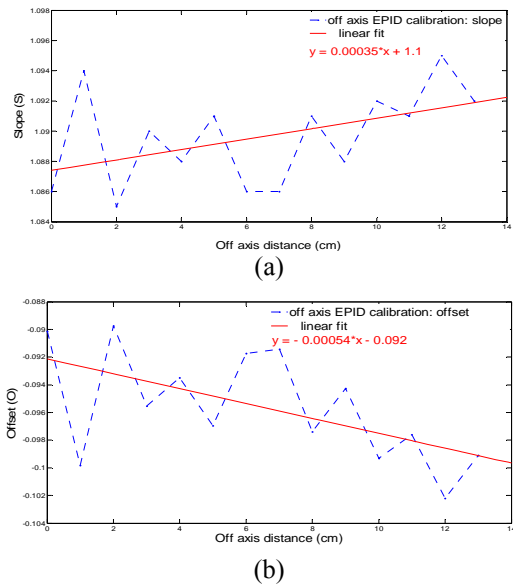 1.096
1.094
1.092
1.09
1.088
1.086
1.084
Slope (S)
off axis EPID calibration: slope
linear fit
y = 0.00035*x + 1.1
0 2 4 6 8 10 12 14
Off axis distance (cm)
(a)
-0.088
-0.09
-0.092
-0.094
-0.096
-0.098
-0.1
-0.102
-0.104
Offset (O)
off axis EPID calibration: offset
linear fit
y = - 0.00054*x - 0.092
0 2 4 6 8 10 12 14
Off axis distance (cm)
(b)